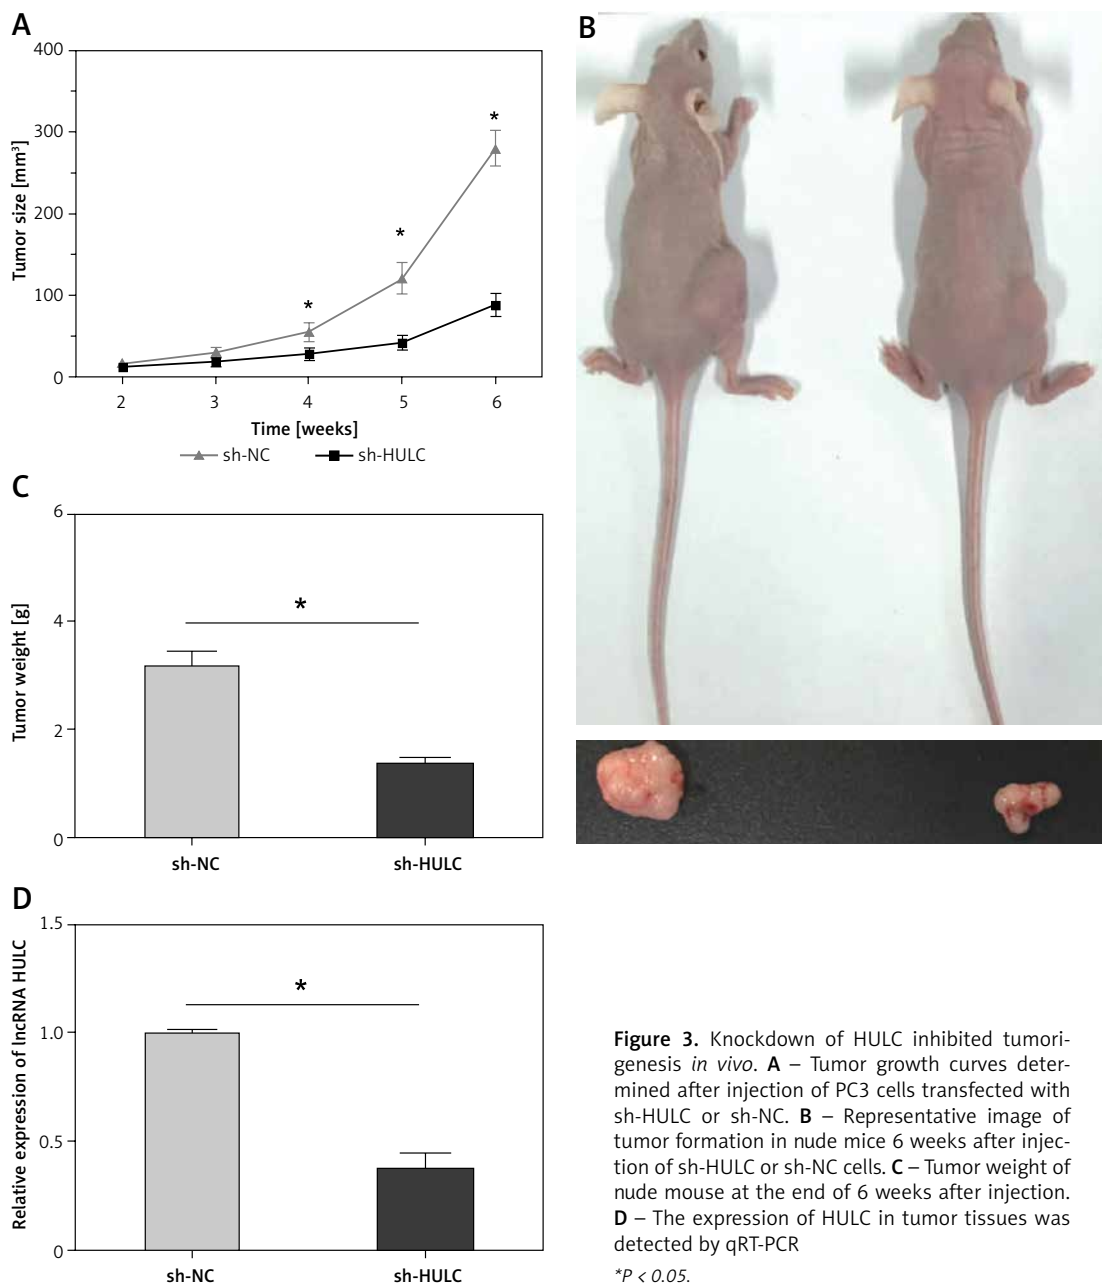 A
400
300
200
100
0
Tumor size [mm³]
*
*
*
2 3 4 5 6
Time [weeks]
sh-NC sh-HULC
B
C
6
4
2
0
Tumor weight [g]
*
sh-NC sh-HULC
D
1.5
1.0
0.5
0
Relative expression of lncRNA HULC
*
sh-NC sh-HULC
Figure 3. Knockdown of HULC inhibited tumori-
genesis in vivo. A – Tumor growth curves deter-
mined after injection of PC3 cells transfected with
sh-HULC or sh-NC. B – Representative image of
tumor formation in nude mice 6 weeks after injec-
tion of sh-HULC or sh-NC cells. C – Tumor weight of
nude mouse at the end of 6 weeks after injection.
D – The expression of HULC in tumor tissues was
detected by qRT-PCR
*P < 0.05.